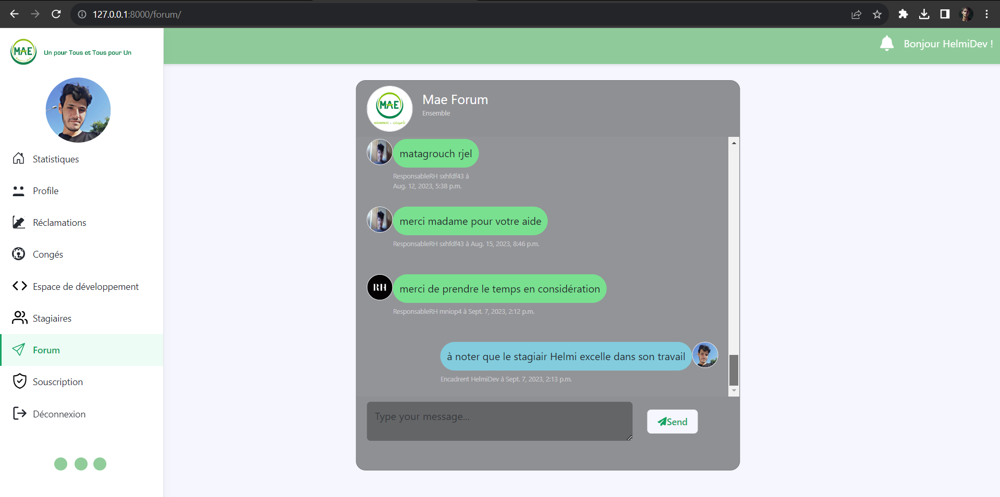 127.0.0.1:8000/forum/
MAE
Un pour Tous et Tous pour Un
Bonjour HelmiDev !
Statistiques
Profile
Réclamations
Congés
Espace de développement
Stagiaires
Forum
Souscription
Déconnexion
MAE
ASSURANCES - تأمينات
Mae Forum
Ensemble
matagrouch rjel
ResponsableRH sxhfdf43 à
Aug. 12, 2023, 5:38 p.m.
merci madame pour votre aide
ResponsableRH sxhfdf43 à Aug. 15, 2023, 8:46 p.m.
RH
merci de prendre le temps en considération
ResponsableRH mniop4 à Sept. 7, 2023, 2:12 p.m.
à noter que le stagiair Helmi excelle dans son travail
Encadrent HelmiDev à Sept. 7, 2023, 2:13 p.m.
Type your message...
Send